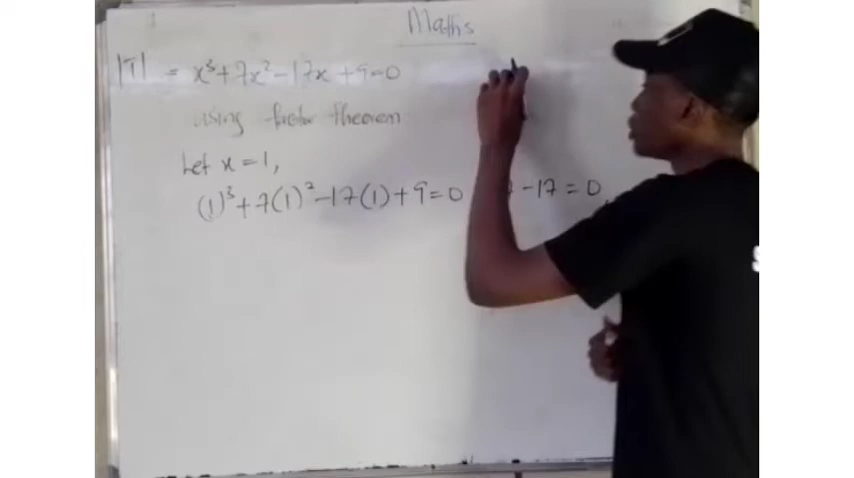 Maths
|T| = x³+7x²-17x+9=0
using factor theorem
Let x=1,
(1)³+7(1)²-17(1)+9=0 7-17=0